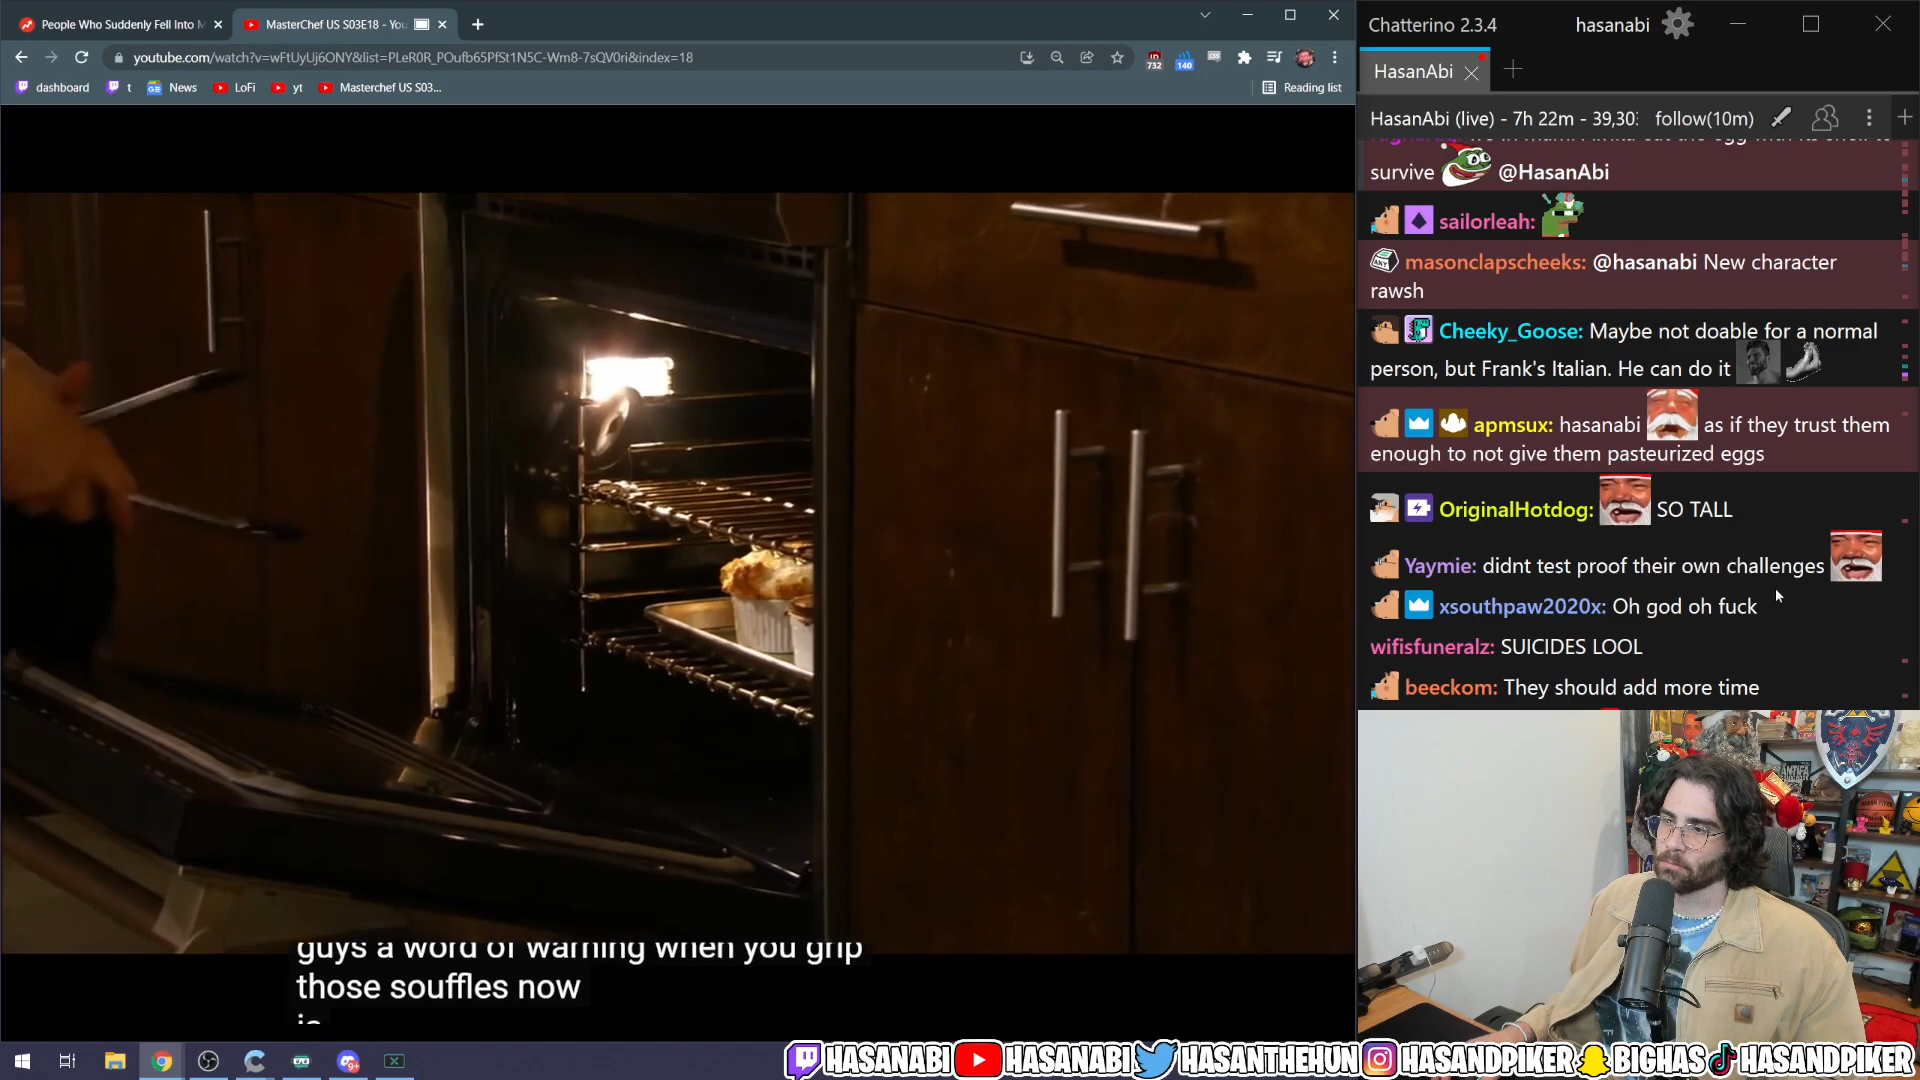 People Who Suddenly Fell Into M
MasterChef US S03E18 - You
youtube.com/watch?v=wFtUyUj6ONY&list=PLeR0R_POufb65PfSt1N5C-Wm8-7sQV0ri&index=18
732
140
dashboard
t
News
LoFi
yt
Masterchef US S03...
Reading list
guys a word of warning when you grip
those souffles now
is
Chatterino 2.3.4
hasanabi
HasanAbi
HasanAbi (live) - 7h 22m - 39,30
follow(10m)
survive @HasanAbi
sailorleah:
masonclapscheeks: @hasanabi New character
rawsh
Cheeky_Goose: Maybe not doable for a normal
person, but Frank's Italian. He can do it
apmsux: hasanabi as if they trust them
enough to not give them pasteurized eggs
OriginalHotdog: SO TALL
Yaymie: didnt test proof their own challenges
xsouthpaw2020x: Oh god oh fuck
wifisfuneralz: SUICIDES LOOL
beeckom: They should add more time
9+
HASANABI HASANABI HASANTHEHUN HASANDPIKER BIGHAS HASANDPIKER